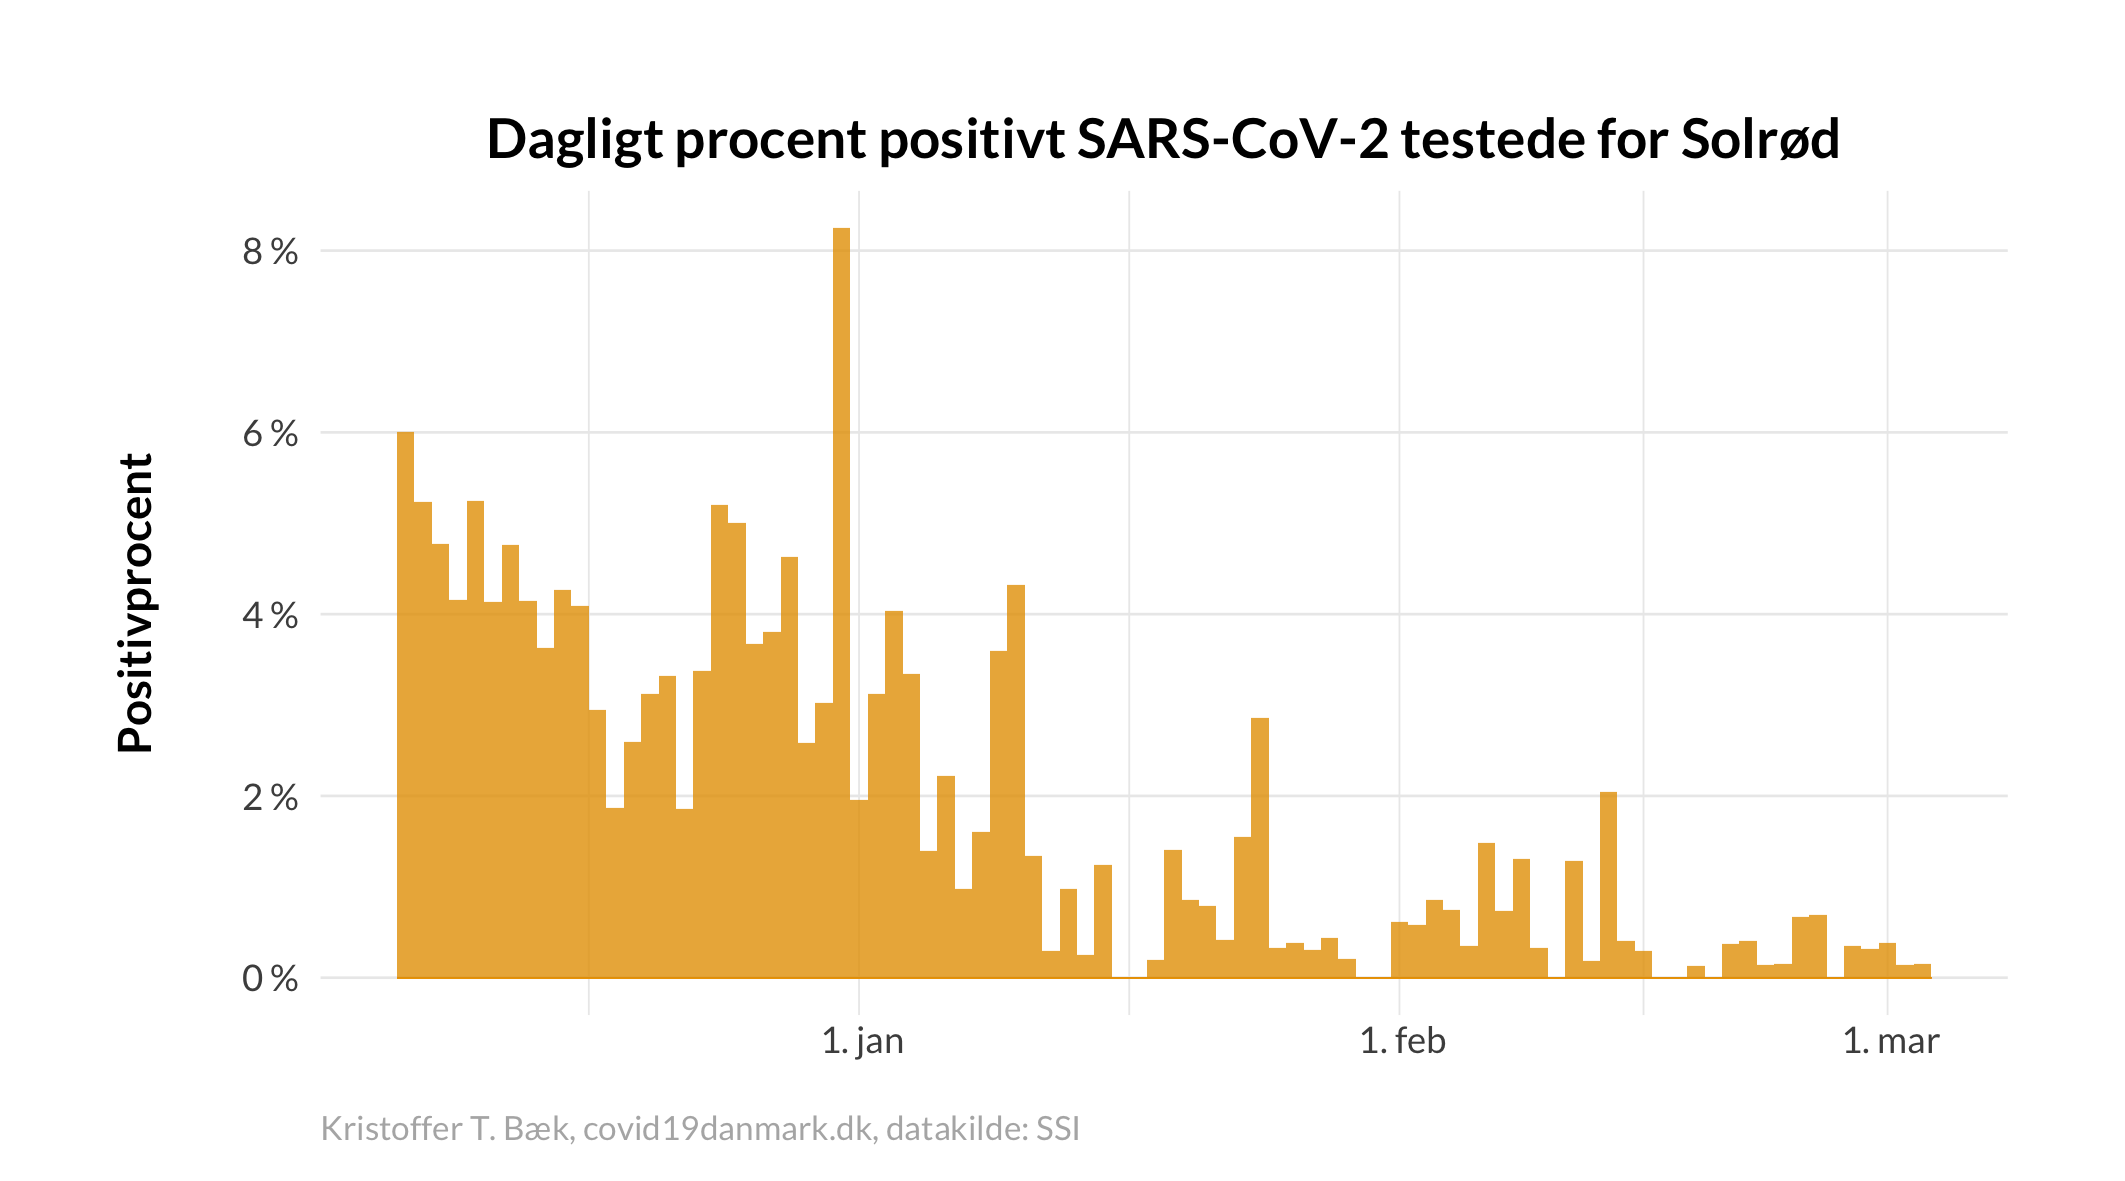 Dagligt procent positivt SARS-CoV-2 testede for Solrød
Positivprocent
8 %
6 %
4 %
2 %
0 %
1. jan
1. feb
1. mar
Kristoffer T. Bæk, covid19danmark.dk, datakilde: SSI